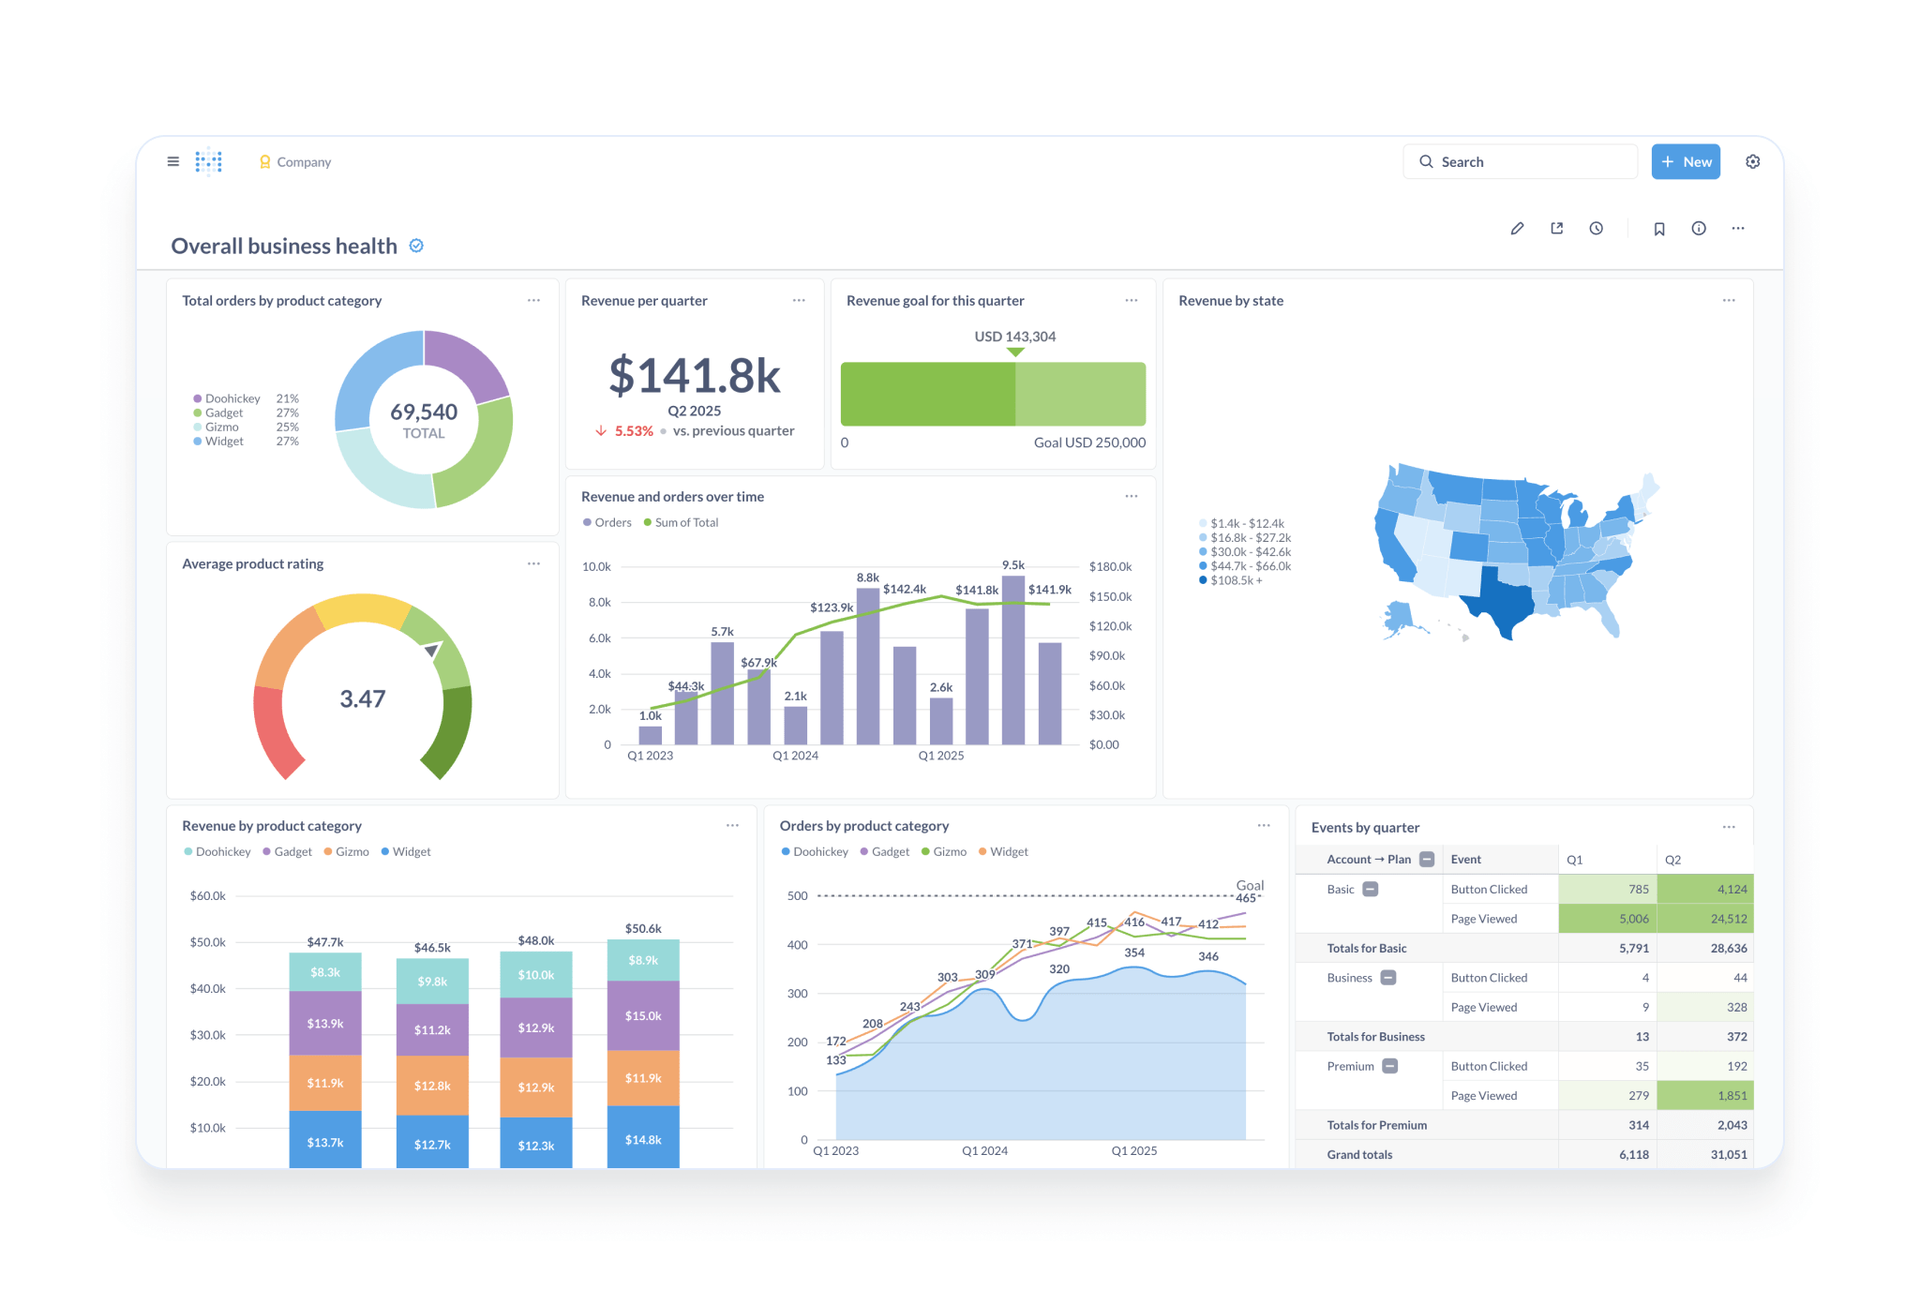 Company
Search
+ New
Overall business health
Total orders by product category
Doohickey 21%
Gadget 27%
Gizmo 25%
Widget 27%
69,540
TOTAL
Revenue per quarter
$141.8k
Q2 2025
5.53% • vs. previous quarter
Revenue goal for this quarter
USD 143,304
0
Goal USD 250,000
Revenue by state
$1.4k - $12.4k
$16.8k - $27.2k
$30.0k - $42.6k
$44.7k - $66.0k
$108.5k +
Average product rating
3.47
Revenue and orders over time
Orders
Sum of Total
10.0k
8.0k
6.0k
4.0k
2.0k
0
1.0k
$44.3k
5.7k
$67.9k
2.1k
$123.9k
8.8k
$142.4k
2.6k
$141.8k
9.5k
$141.9k
$180.0k
$150.0k
$120.0k
$90.0k
$60.0k
$30.0k
$0.00
Q1 2023
Q1 2024
Q1 2025
Revenue by product category
Doohickey Gadget Gizmo Widget
$60.0k
$50.0k
$40.0k
$30.0k
$20.0k
$10.0k
$47.7k
$8.3k
$13.9k
$11.9k
$13.7k
$46.5k
$9.8k
$11.2k
$12.8k
$12.7k
$48.0k
$10.0k
$12.9k
$12.9k
$12.3k
$50.6k
$8.9k
$15.0k
$11.9k
$14.8k
Orders by product category
Doohickey Gadget Gizmo Widget
500
400
300
200
100
0
Goal
172
133
208
243
303
309
371
397
320
415
416
354
417
412
346
465
Q1 2023
Q1 2024
Q1 2025
Events by quarter
Account → Plan Event Q1 Q2
Basic Button Clicked 785 4,124
Page Viewed 5,006 24,512
Totals for Basic 5,791 28,636
Business Button Clicked 4 44
Page Viewed 9 328
Totals for Business 13 372
Premium Button Clicked 35 192
Page Viewed 279 1,851
Totals for Premium 314 2,043
Grand totals 6,118 31,051